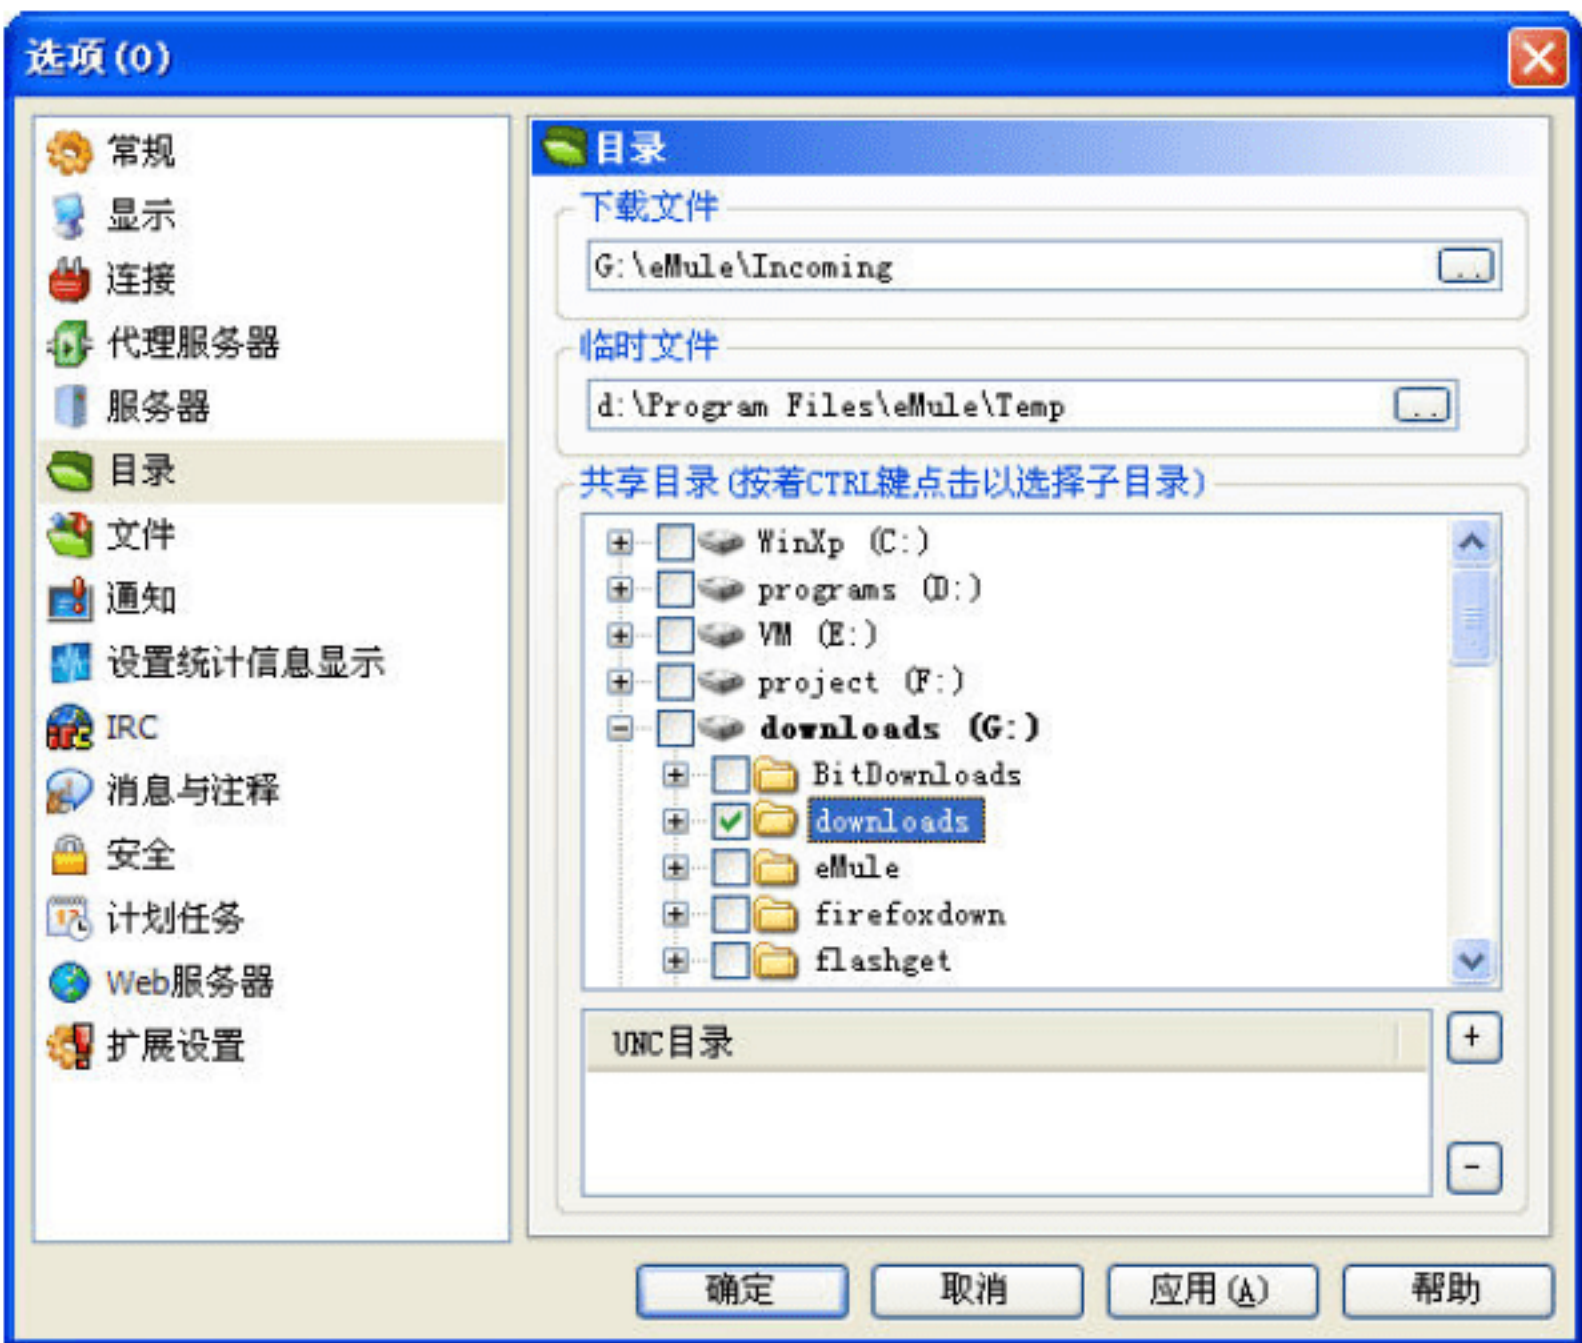 选项(O)
常规
显示
连接
代理服务器
服务器
目录
文件
通知
设置统计信息显示
IRC
消息与注释
安全
计划任务
Web服务器
扩展设置
目录
下载文件
G:\eMule\Incoming
..
临时文件
d:\Program Files\eMule\Temp
..
共享目录(按着CTRL键点击以选择子目录)
WinXp (C:)
programs (D:)
VM (E:)
project (F:)
downloads (G:)
BitDownloads
downloads
eMule
firefoxdown
flashget
UNC目录
+
-
确定 取消 应用(A) 帮助